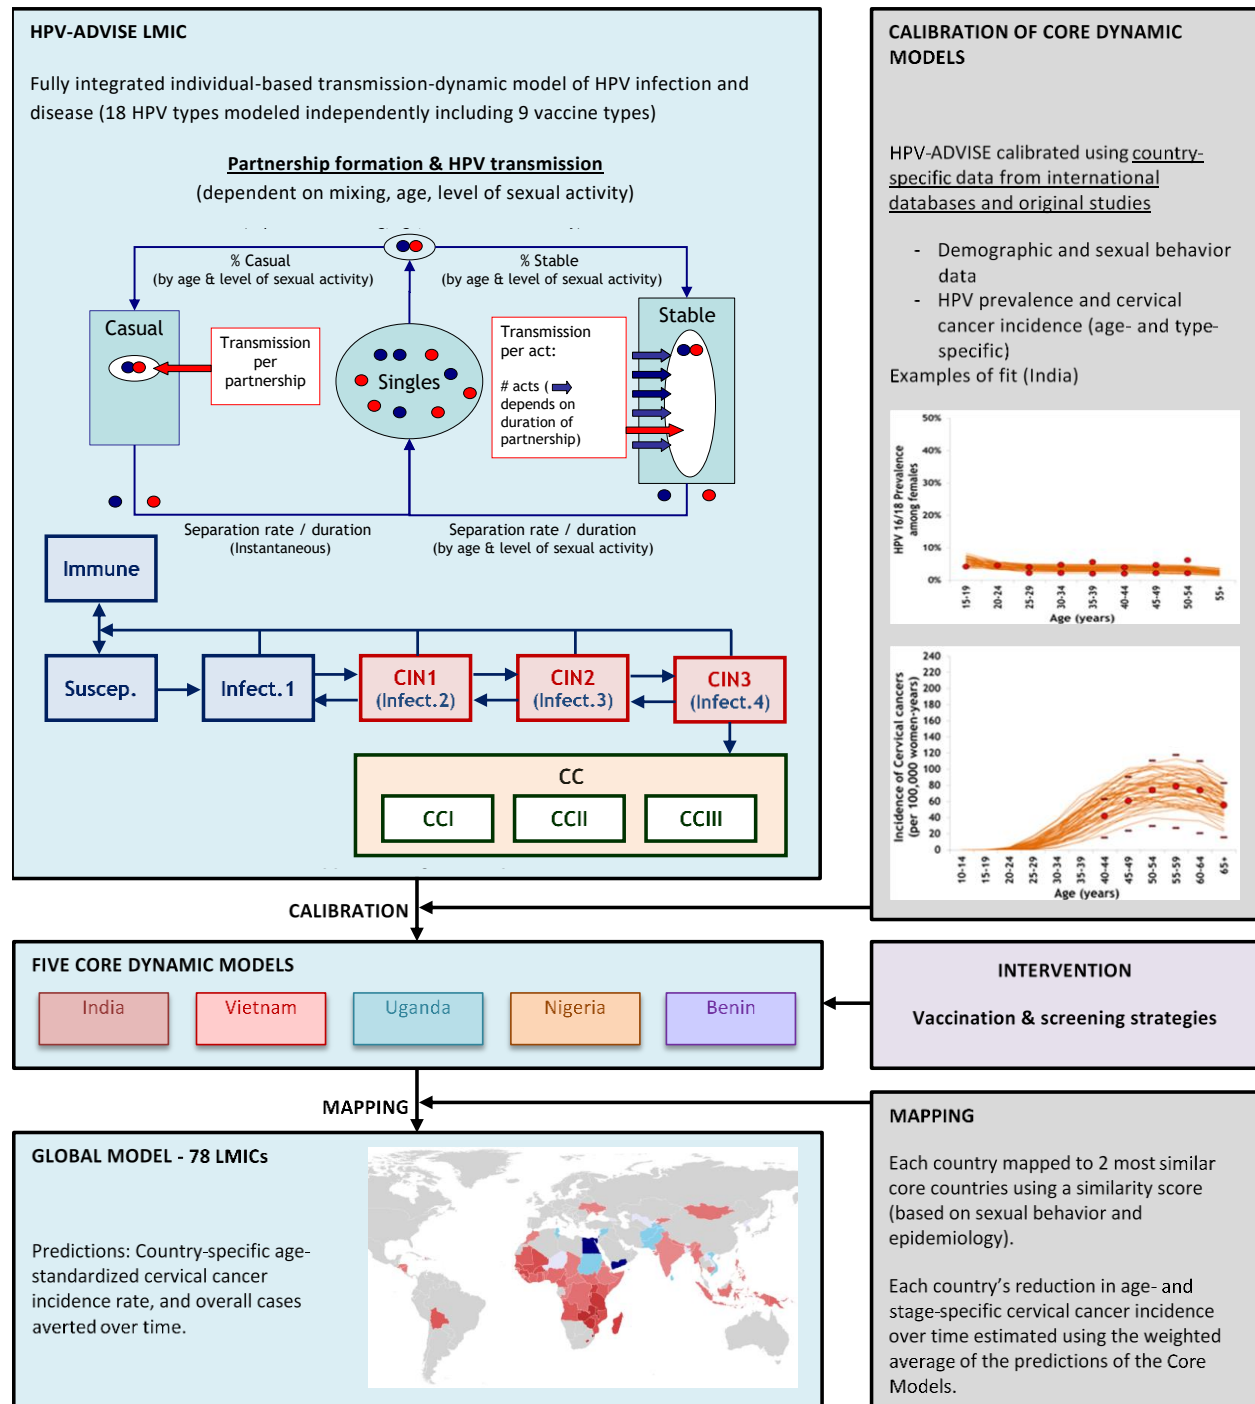 HPV-ADVISE LMIC
Fully integrated individual-based transmission-dynamic model of HPV infection and
disease (18 HPV types modeled independently including 9 vaccine types)
Partnership formation & HPV transmission
(dependent on mixing, age, level of sexual activity)
% Casual
(by age & level of sexual activity)
% Stable
(by age & level of sexual activity)
Casual
Transmission
per
partnership
Singles
Transmission
per act:
# acts (
depends on
duration of
partnership)
Stable
Separation rate / duration
(Instantaneous)
Separation rate / duration
(by age & level of sexual activity)
Immune
Suscep.
Infect.1
CIN1
(Infect.2)
CIN2
(Infect.3)
CIN3
(Infect.4)
CC
CCI
CCII
CCIII
CALIBRATION OF CORE DYNAMIC
MODELS
HPV-ADVISE calibrated using country-
specific data from international
databases and original studies
- Demographic and sexual behavior
data
- HPV prevalence and cervical
cancer incidence (age- and type-
specific)
Examples of fit (India)
HPV 16/18 Prevalence
among females
50%
40%
30%
20%
10%
0%
15-19
20-24
25-29
30-34
35-39
40-44
45-49
50-54
55+
Age (years)
Incidence of Cervical cancers
(per 100,000 women-years)
240
220
200
180
160
140
120
100
80
60
40
20
0
10-14
15-19
20-24
25-29
30-34
35-39
40-44
45-49
50-54
55-59
60-64
65+
Age (years)
CALIBRATION
FIVE CORE DYNAMIC MODELS
India
Vietnam
Uganda
Nigeria
Benin
INTERVENTION
Vaccination & screening strategies
MAPPING
GLOBAL MODEL - 78 LMICs
Predictions: Country-specific age-
standardized cervical cancer
incidence rate, and overall cases
averted over time.
MAPPING
Each country mapped to 2 most similar
core countries using a similarity score
(based on sexual behavior and
epidemiology).
Each country's reduction in age- and
stage-specific cervical cancer incidence
over time estimated using the weighted
average of the predictions of the Core
Models.